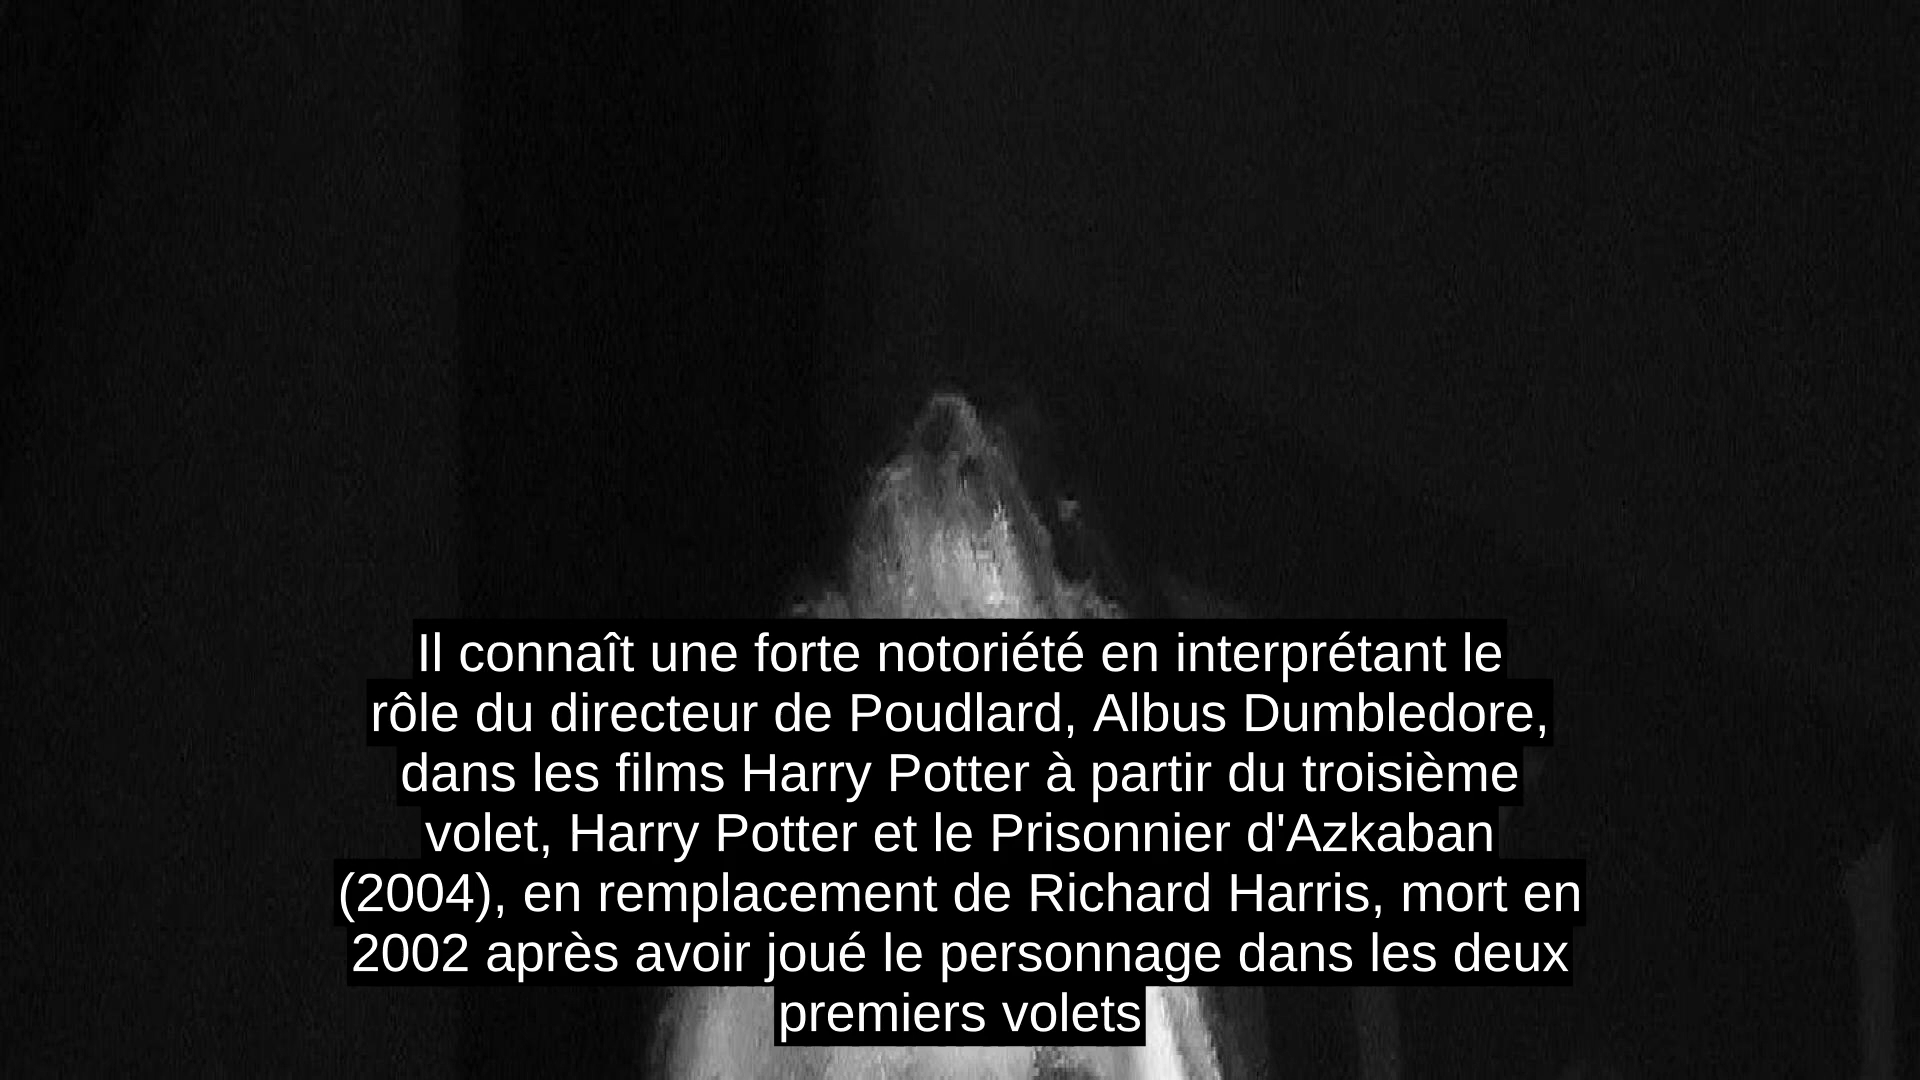 Il connaît une forte notoriété en interprétant le
rôle du directeur de Poudlard, Albus Dumbledore,
dans les films Harry Potter à partir du troisième
volet, Harry Potter et le Prisonnier d'Azkaban
(2004), en remplacement de Richard Harris, mort en
2002 après avoir joué le personnage dans les deux
premiers volets